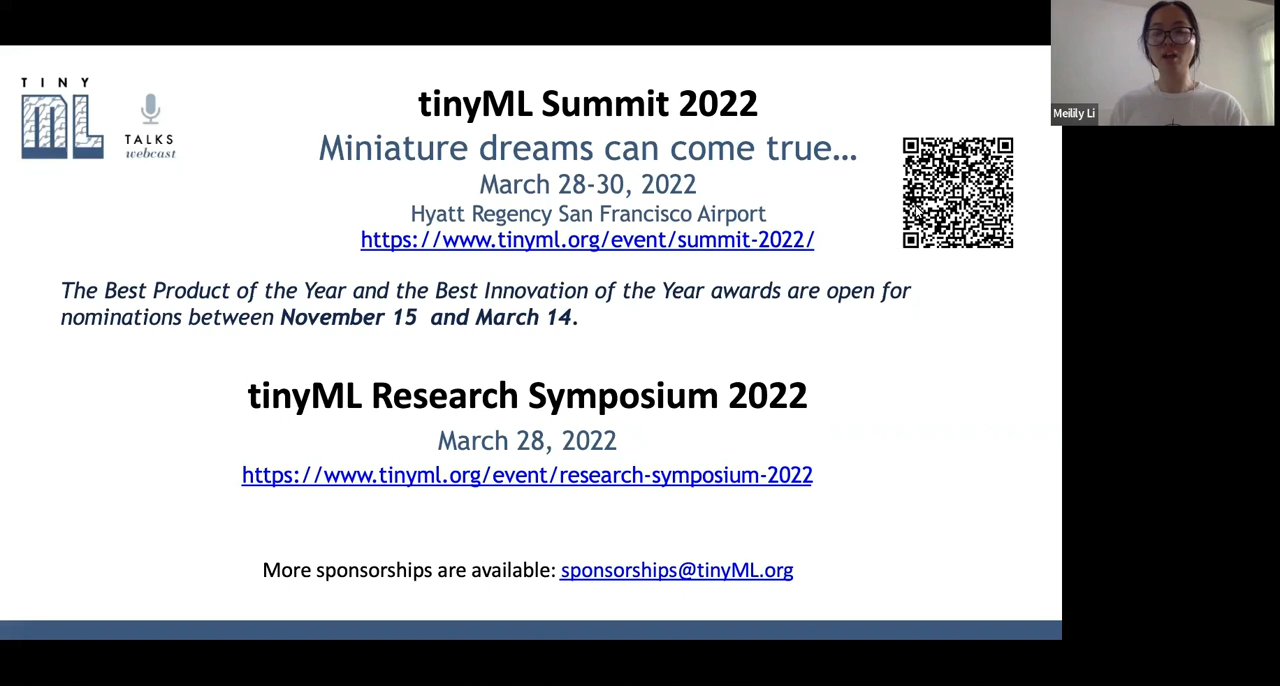 TINY
ML
TALKS
webcast
tinyML Summit 2022
Miniature dreams can come true…
March 28-30, 2022
Hyatt Regency San Francisco Airport
https://www.tinyml.org/event/summit-2022/
The Best Product of the Year and the Best Innovation of the Year awards are open for
nominations between November 15 and March 14.
tinyML Research Symposium 2022
March 28, 2022
https://www.tinyml.org/event/research-symposium-2022
More sponsorships are available: sponsorships@tinyML.org
Meilily Li